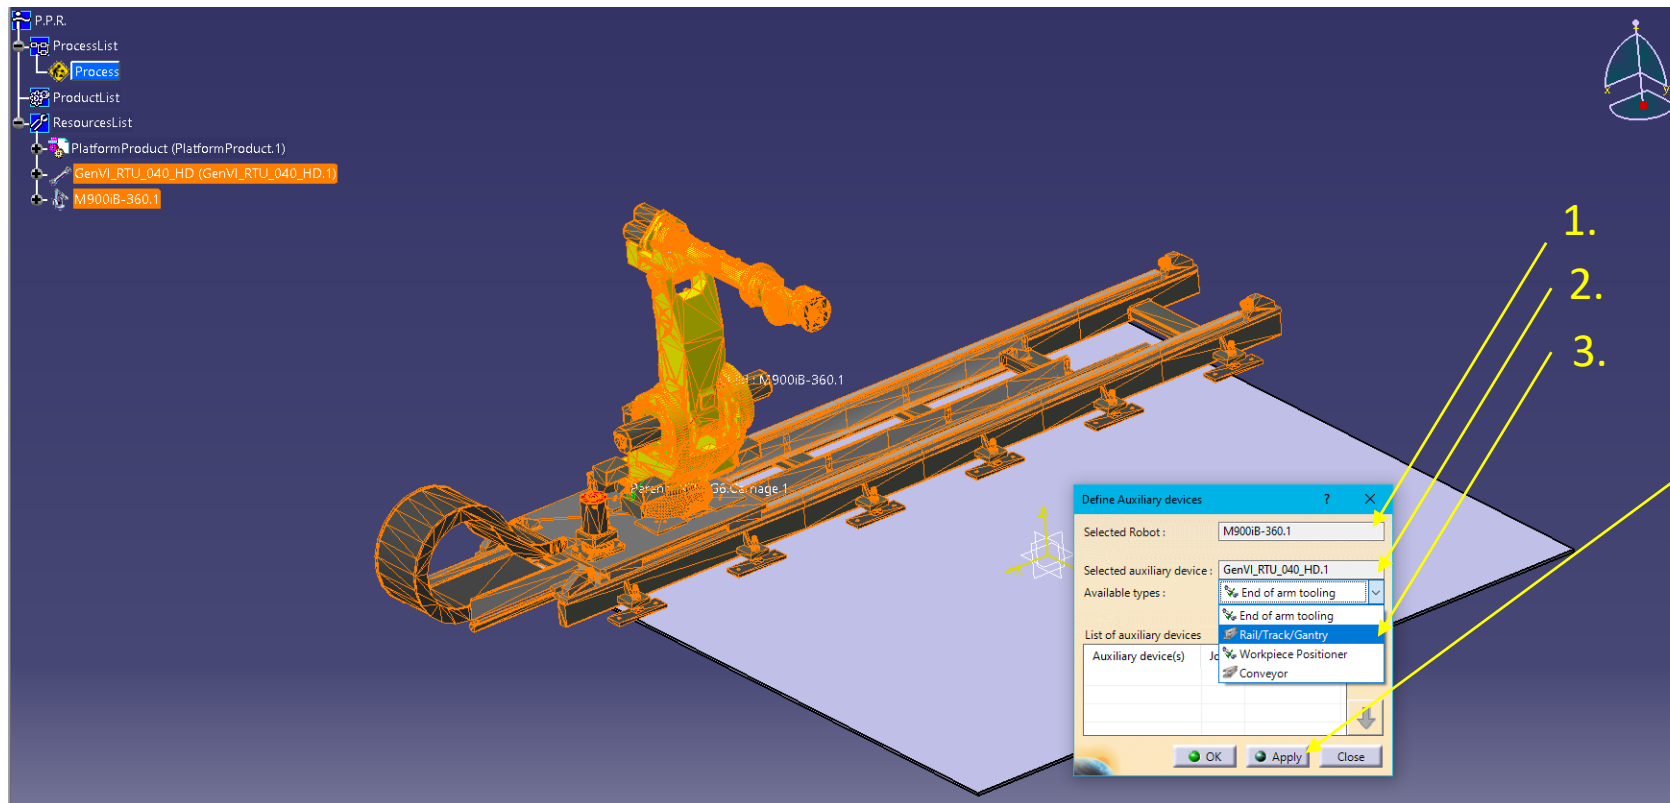 P.P.R.
ProcessList
Process
ProductList
ResourcesList
PlatformProduct (PlatformProduct.1)
GenVI_RTU_040_HD (GenVI_RTU_040_HD.1)
M900iB-360.1
1.
2.
3.
: M900iB-360.1
G6.Carriage.1
Define Auxiliary devices ? X
Selected Robot : M900iB-360.1
Selected auxiliary device : GenVI_RTU_040_HD.1
Available types : End of arm tooling
End of arm tooling
Rail/Track/Gantry
Workpiece Positioner
Conveyor
List of auxiliary devices
Auxiliary device(s)
OK Apply Close